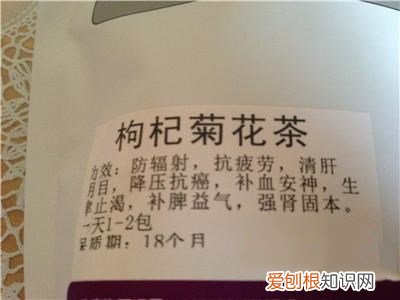 枸杞菊花茶
功效：防辐射，抗疲劳，清肝
明目，降压抗癌，补血安神，生
津止渴，补脾益气，强肾固本。
一天1-2包
保质期：18个月
爱刨根知识网